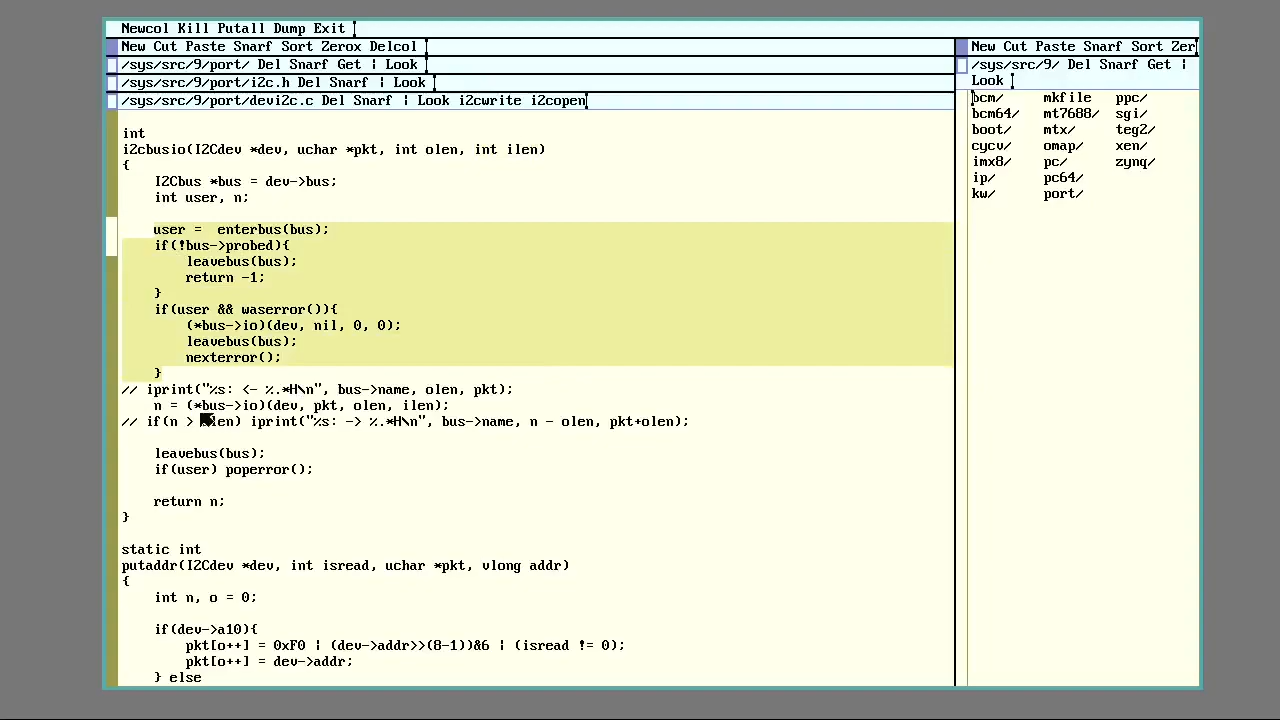 Newcol Kill Putall Dump Exit
New Cut Paste Snarf Sort Zerox Delcol
/sys/src/9/port/ Del Snarf Get | Look
/sys/src/9/port/i2c.h Del Snarf | Look
/sys/src/9/port/devi2c.c Del Snarf | Look i2cwrite i2copen
int
i2cbusio(I2Cdev *dev, uchar *pkt, int olen, int ilen)
{
    I2Cbus *bus = dev->bus;
    int user, n;
    user =  enterbus(bus);
    if(!bus->probed){
        leavebus(bus);
        return -1;
    }
    if(user && waserror()){
        (*bus->io)(dev, nil, 0, 0);
        leavebus(bus);
        nexterror();
    }
// iprint("%s: <- %.*H\n", bus->name, olen, pkt);
    n = (*bus->io)(dev, pkt, olen, ilen);
// if(n > olen) iprint("%s: -> %.*H\n", bus->name, n - olen, pkt+olen);
    leavebus(bus);
    if(user) poperror();
    return n;
}
static int
putaddr(I2Cdev *dev, int isread, uchar *pkt, vlong addr)
{
    int n, o = 0;
    if(dev->a10){
        pkt[o++] = 0xF0 | (dev->addr>>(8-1))&6 | (isread != 0);
        pkt[o++] = dev->addr;
    } else
New Cut Paste Snarf Sort Zer
/sys/src/9/ Del Snarf Get |
Look
bcm/ mkfile ppc/
bcm64/ mt7688/ sgi/
boot/ mtx/ teg2/
cycv/ omap/ xen/
imx8/ pc/ zynq/
ip/ pc64/
kw/ port/